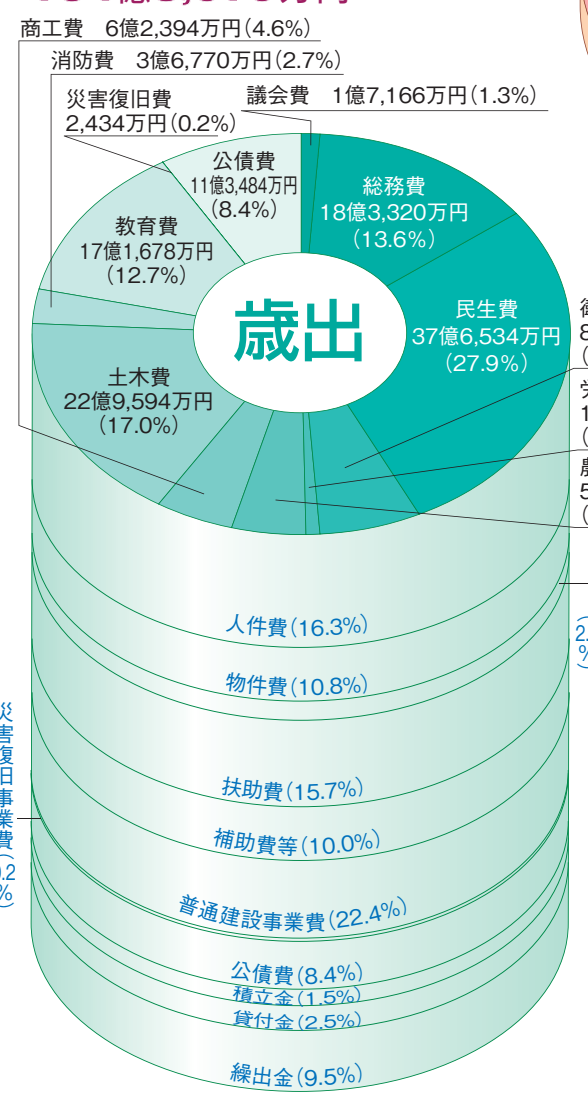 商工費 6億2,394万円(4.6%)
消防費 3億6,770万円(2.7%)
災害復旧費
2,434万円(0.2%)
議会費 1億7,166万円(1.3%)
公債費
11億3,484万円
(8.4%)
総務費
18億3,320万円
(13.6%)
教育費
17億1,678万円
(12.7%)
民生費
37億6,534万円
(27.9%)
歳出
土木費
22億9,594万円
(17.0%)
人件費(16.3%)
物件費(10.8%)
扶助費(15.7%)
補助費等(10.0%)
災害復旧事業費
普通建設事業費(22.4%)
公債費(8.4%)
積立金(1.5%)
貸付金(2.5%)
繰出金(9.5%)